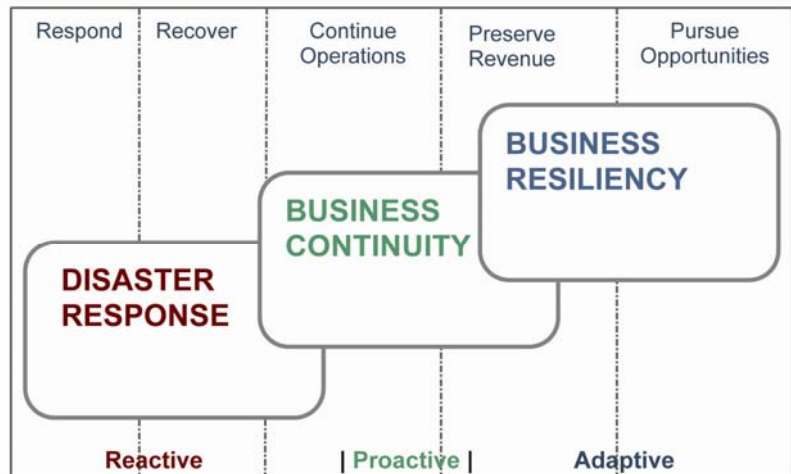 Respond
Recover
Continue
Operations
Preserve
Revenue
Pursue
Opportunities
BUSINESS
RESILIENCY
BUSINESS
CONTINUITY
DISASTER
RESPONSE
Reactive | Proactive | Adaptive